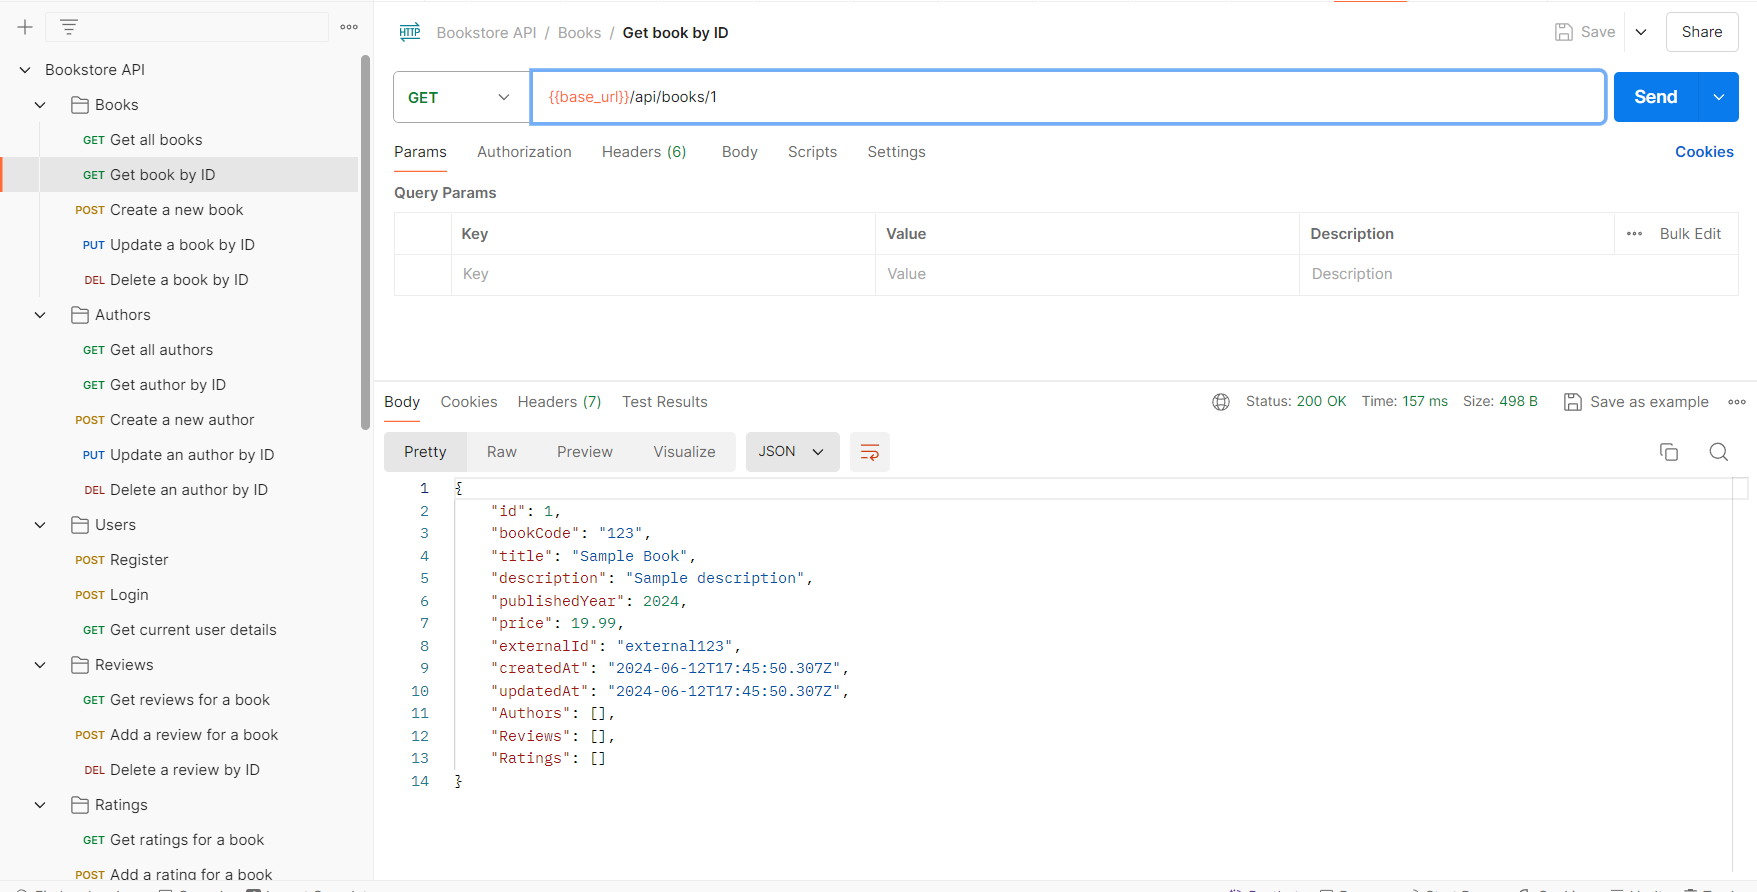 Bookstore API
Books
GET Get all books
GET Get book by ID
POST Create a new book
PUT Update a book by ID
DEL Delete a book by ID
Authors
GET Get all authors
GET Get author by ID
POST Create a new author
PUT Update an author by ID
DEL Delete an author by ID
Users
POST Register
POST Login
GET Get current user details
Reviews
GET Get reviews for a book
POST Add a review for a book
DEL Delete a review by ID
Ratings
GET Get ratings for a book
POST Add a rating for a book
HTTP Bookstore API / Books / Get book by ID
Save
Share
GET {{base_url}}/api/books/1
Send
Params Authorization Headers (6) Body Scripts Settings Cookies
Query Params
Key Value Description ••• Bulk Edit
Key Value Description
Body Cookies Headers (7) Test Results Status: 200 OK Time: 157 ms Size: 498 B Save as example
Pretty Raw Preview Visualize JSON
1 {
2 "id": 1,
3 "bookCode": "123",
4 "title": "Sample Book",
5 "description": "Sample description",
6 "publishedYear": 2024,
7 "price": 19.99,
8 "externalId": "external123",
9 "createdAt": "2024-06-12T17:45:50.307Z",
10 "updatedAt": "2024-06-12T17:45:50.307Z",
11 "Authors": [],
12 "Reviews": [],
13 "Ratings": []
14 }